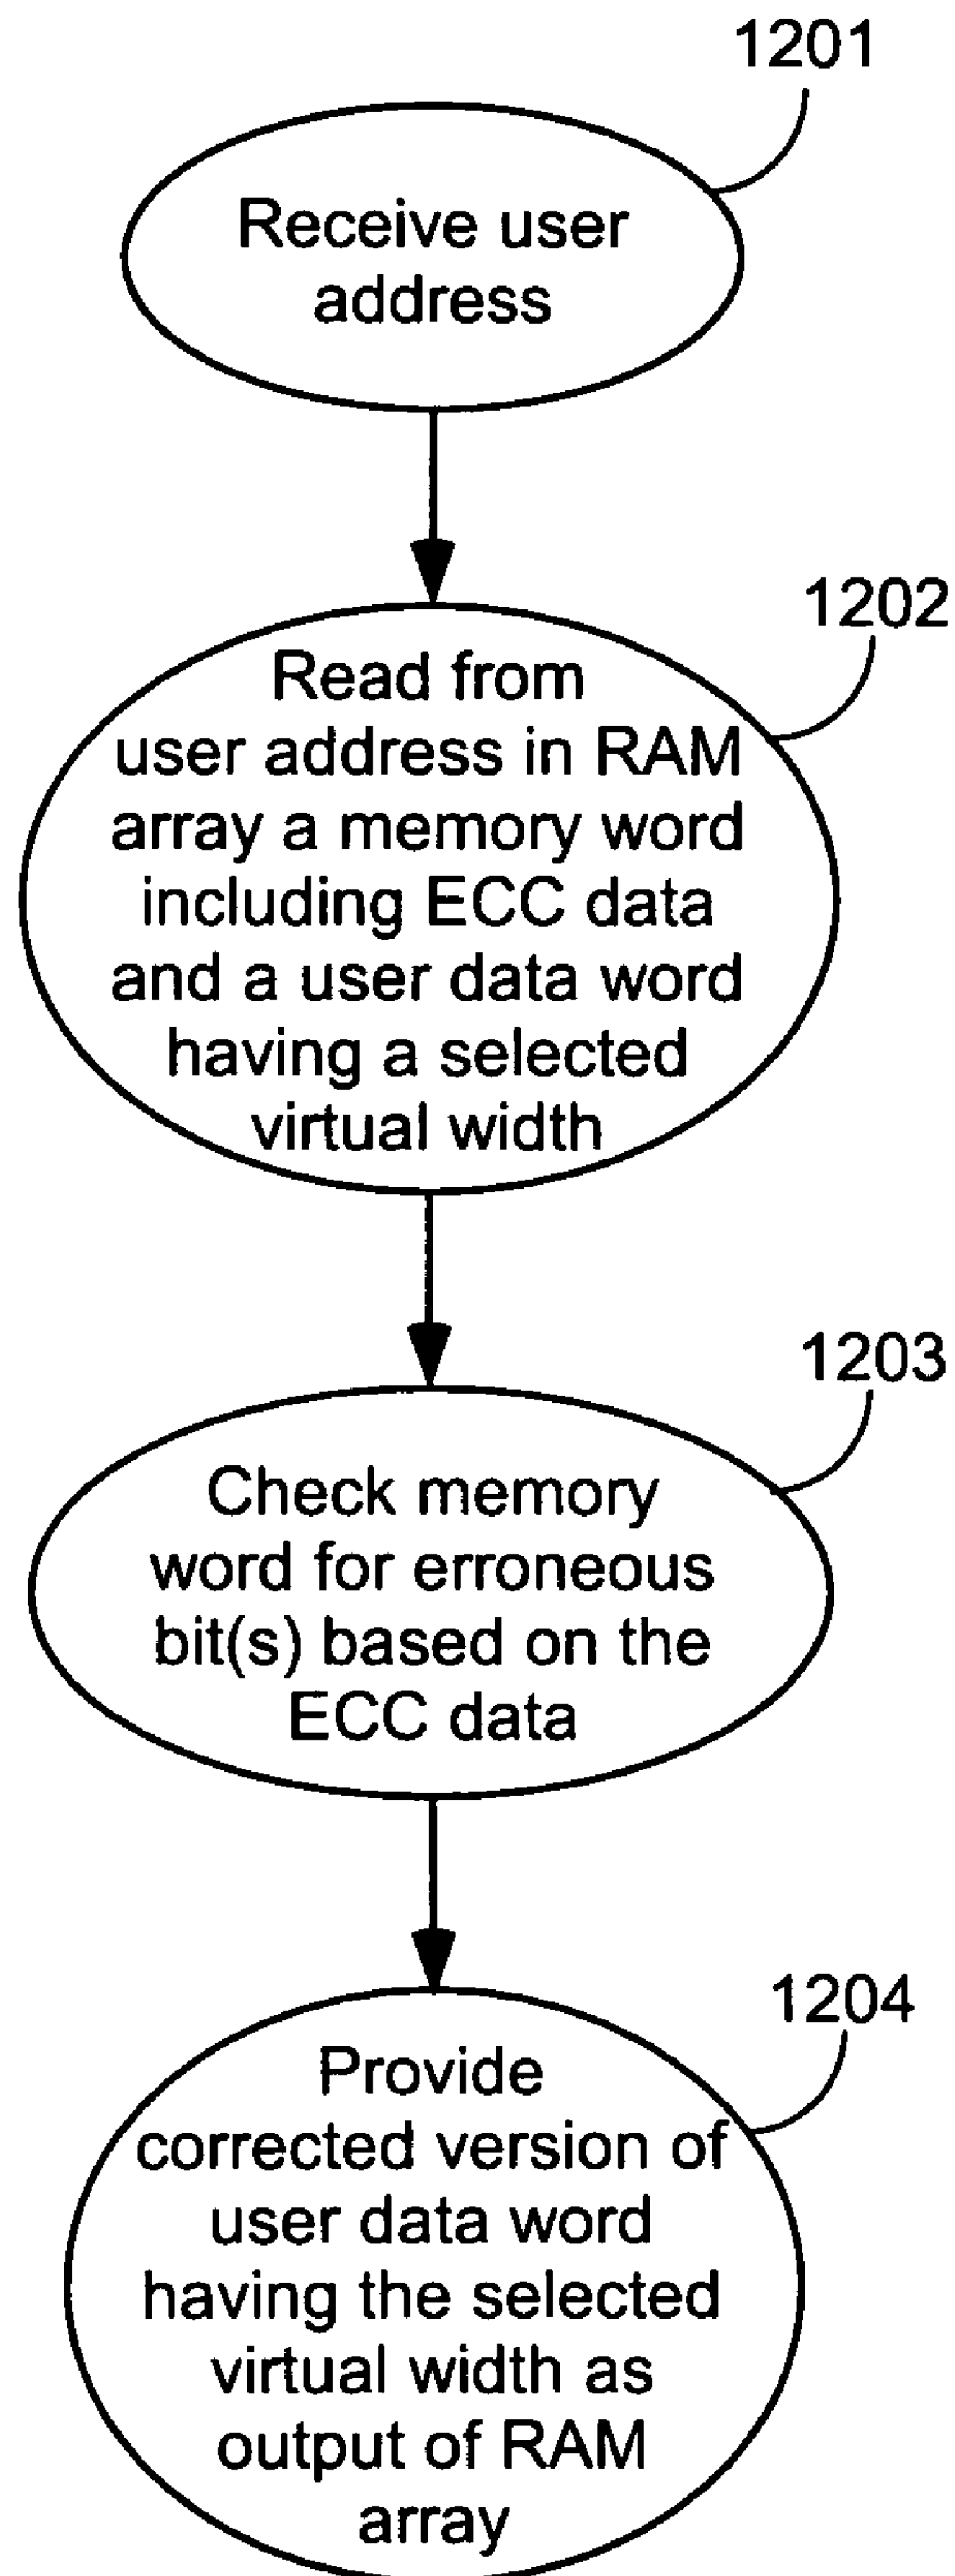 1201
Receive user
address
1202
Read from
user address in RAM
array a memory word
including ECC data
and a user data word
having a selected
virtual width
1203
Check memory
word for erroneous
bit(s) based on the
ECC data
1204
Provide
corrected version of
user data word
having the selected
virtual width as
output of RAM
array